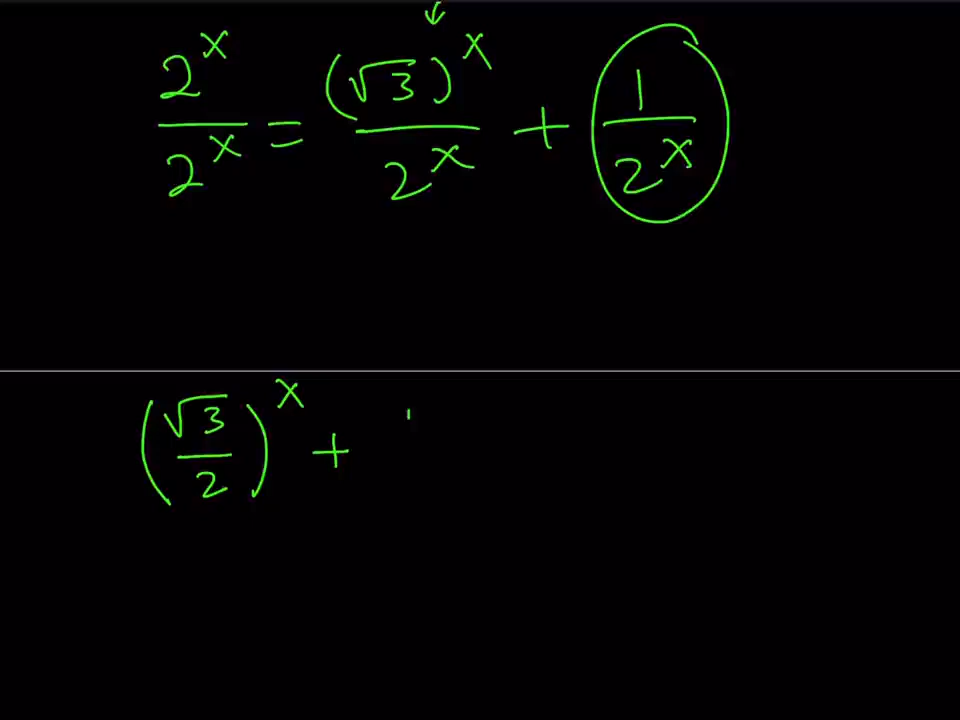 2^x / 2^x = (√3)^x / 2^x + 1 / 2^x
(√3 / 2)^x +